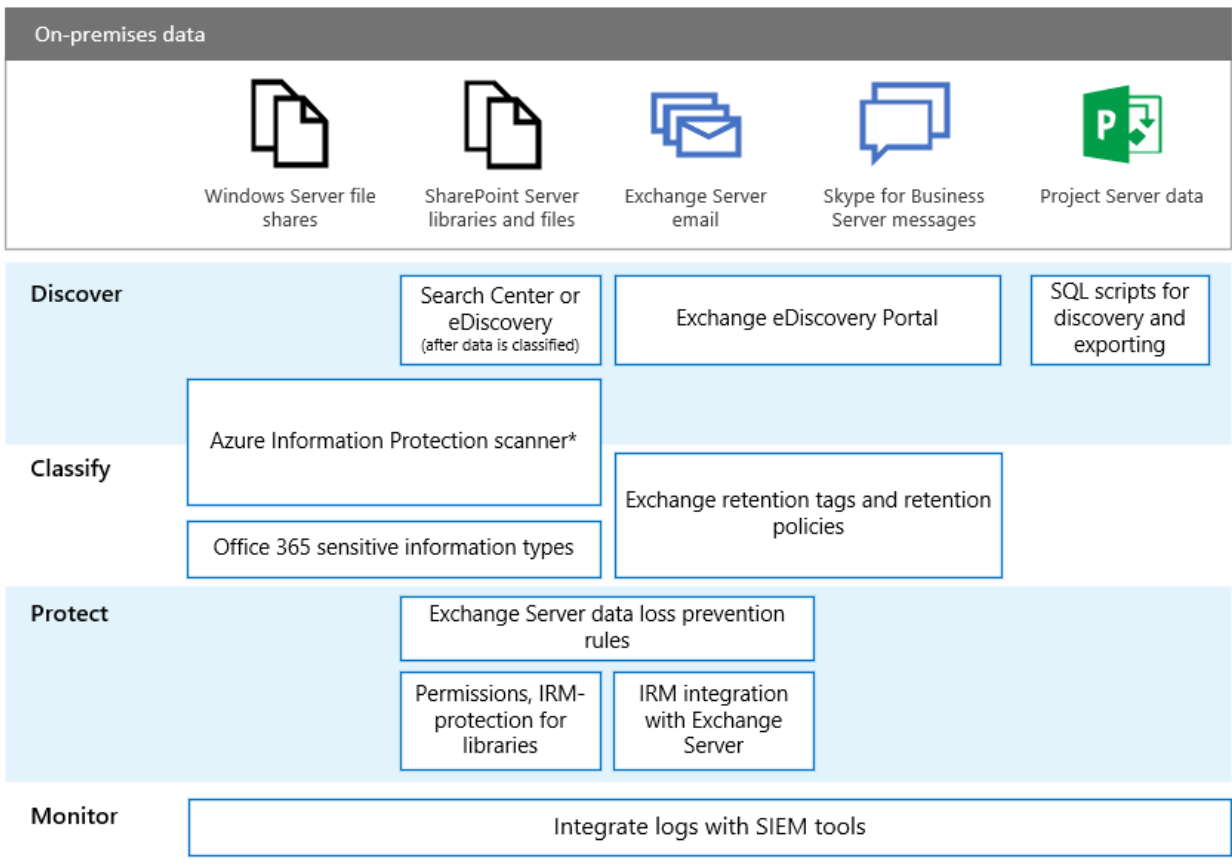 On-premises data
P
Windows Server file
shares
SharePoint Server
libraries and files
Exchange Server
email
Skype for Business
Server messages
Project Server data
Discover
Search Center or
eDiscovery
(after data is classified)
Exchange eDiscovery Portal
SQL scripts for
discovery and
exporting
Azure Information Protection scanner*
Classify
Exchange retention tags and retention
policies
Office 365 sensitive information types
Protect
Exchange Server data loss prevention
rules
Permissions, IRM-
protection for
libraries
IRM integration
with Exchange
Server
Monitor
Integrate logs with SIEM tools